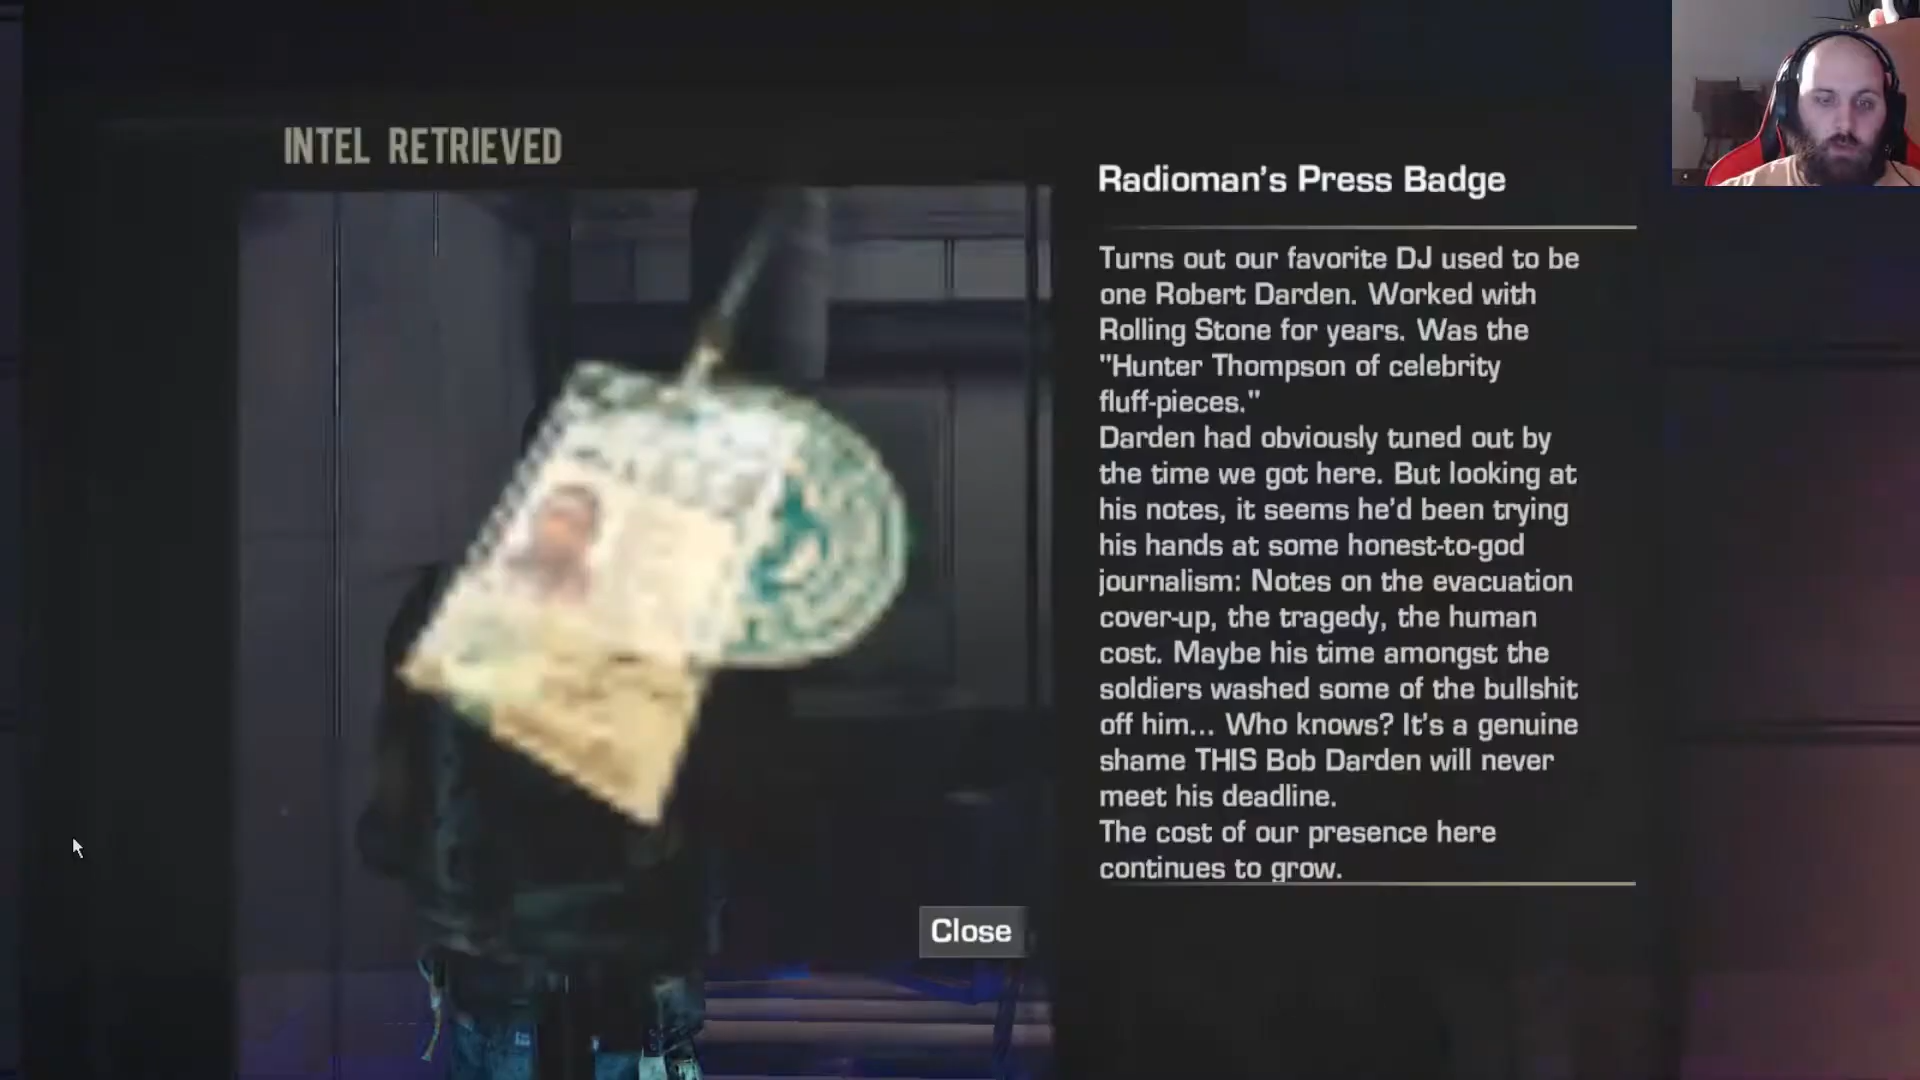 INTEL RETRIEVED
Radioman's Press Badge
Turns out our favorite DJ used to be
one Robert Darden. Worked with
Rolling Stone for years. Was the
"Hunter Thompson of celebrity
fluff-pieces."
Darden had obviously tuned out by
the time we got here. But looking at
his notes, it seems he'd been trying
his hands at some honest-to-god
journalism: Notes on the evacuation
cover-up, the tragedy, the human
cost. Maybe his time amongst the
soldiers washed some of the bullshit
off him... Who knows? It's a genuine
shame THIS Bob Darden will never
meet his deadline.
The cost of our presence here
continues to grow.
Close